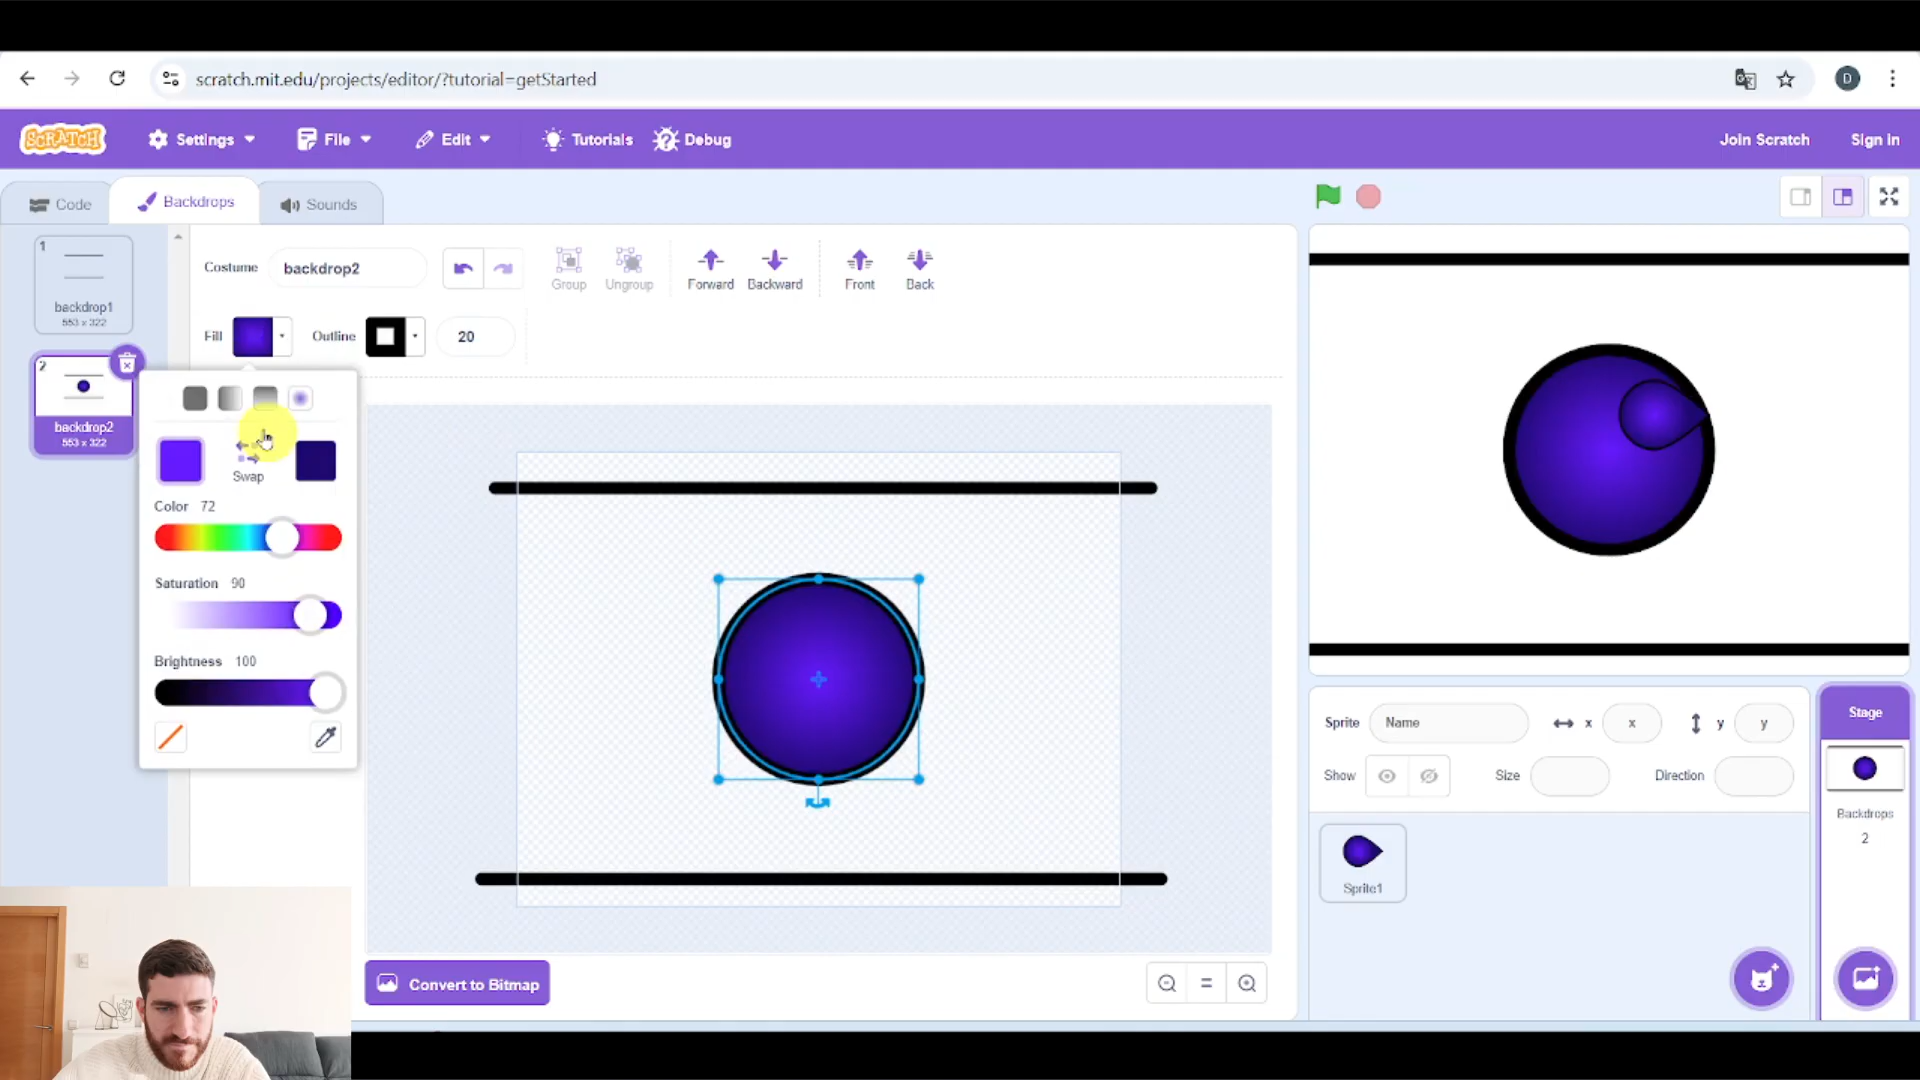 scratch.mit.edu/projects/editor/?tutorial=getStarted
D
SCRATCH
Settings
File
Edit
Tutorials
Debug
Join Scratch
Sign In
Code
Backdrops
Sounds
1
backdrop1
553 x 322
2
backdrop2
553 x 322
Costume
backdrop2
Group
Ungroup
Forward
Backward
Front
Back
Fill
Outline
20
Swap
Color 72
Saturation 90
Brightness 100
Convert to Bitmap
Sprite
Name
x
x
y
y
Show
Size
Direction
Sprite1
Stage
Backdrops
2